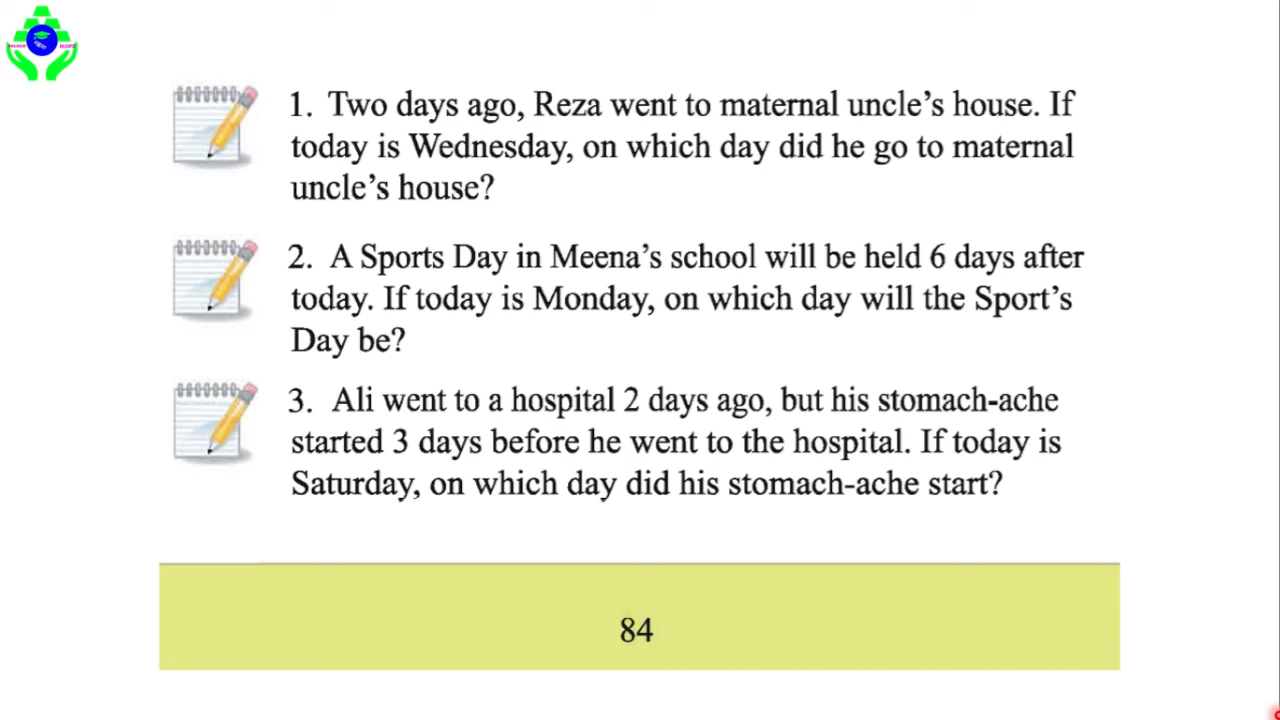 1. Two days ago, Reza went to maternal uncle's house. If
today is Wednesday, on which day did he go to maternal
uncle's house?
2. A Sports Day in Meena's school will be held 6 days after
today. If today is Monday, on which day will the Sport's
Day be?
3. Ali went to a hospital 2 days ago, but his stomach-ache
started 3 days before he went to the hospital. If today is
Saturday, on which day did his stomach-ache start?
84